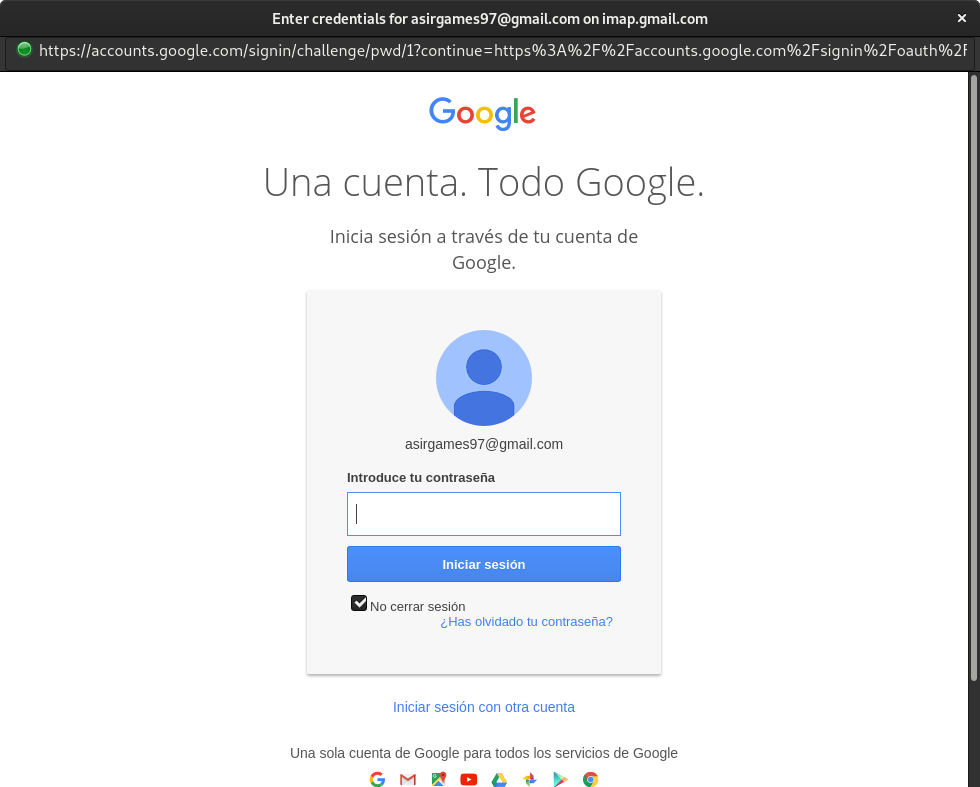 Enter credentials for asirgames97@gmail.com on imap.gmail.com
https://accounts.google.com/signin/challenge/pwd/1?continue=https%3A%2F%2Faccounts.google.com%2Fsignin%2Foauth%2F
Google
Una cuenta. Todo Google.
Inicia sesión a través de tu cuenta de
Google.
asirgames97@gmail.com
Introduce tu contraseña
Iniciar sesión
No cerrar sesión
¿Has olvidado tu contraseña?
Iniciar sesión con otra cuenta
Una sola cuenta de Google para todos los servicios de Google